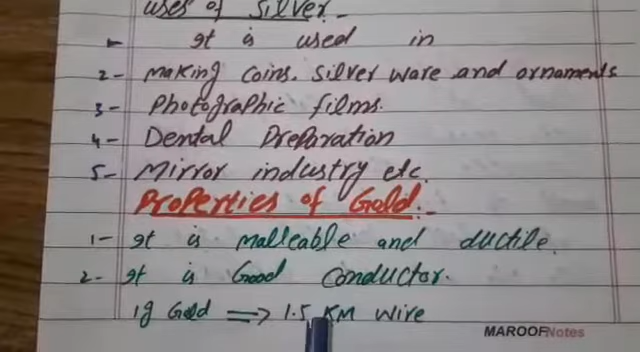 uses of Silver.
1- It is used in
2- Making Coins. Silver ware and ornaments
3- Photographic films.
4- Dental Preparation
5- Mirror industry etc.
Properties of Gold.
1- It is malleable and ductile.
2- It is Good Conductor.
1g Gold ⇒ 1.5 KM wire
MAROOFNotes